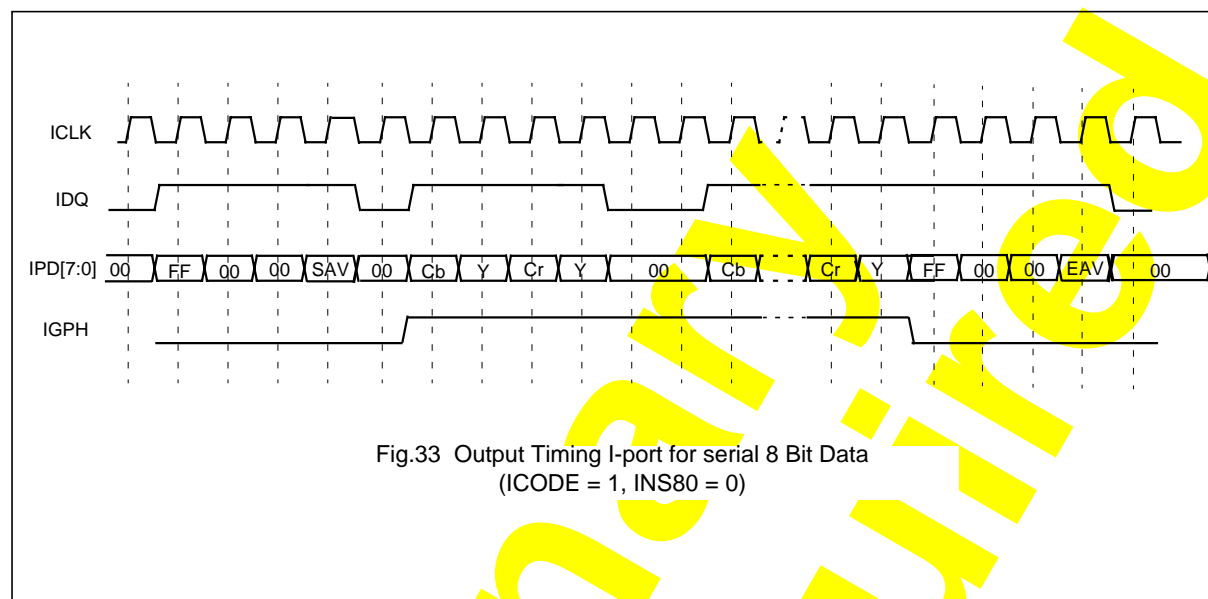 ICLK
IDQ
IPD[7:0] 00 FF 00 00 SAV 00 Cb Y Cr Y 00 Cb Cr Y FF 00 00 EAV 00
IGPH
Fig.33 Output Timing I-port for serial 8 Bit Data
(ICODE = 1, INS80 = 0)